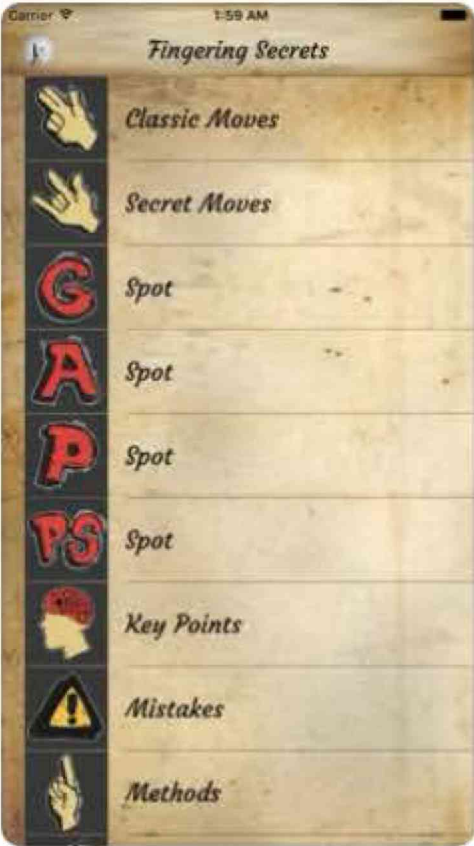 Carrier 1:59 AM
Fingering Secrets
Classic Moves
Secret Moves
G Spot
A Spot
P Spot
PS Spot
Key Points
Mistakes
Methods